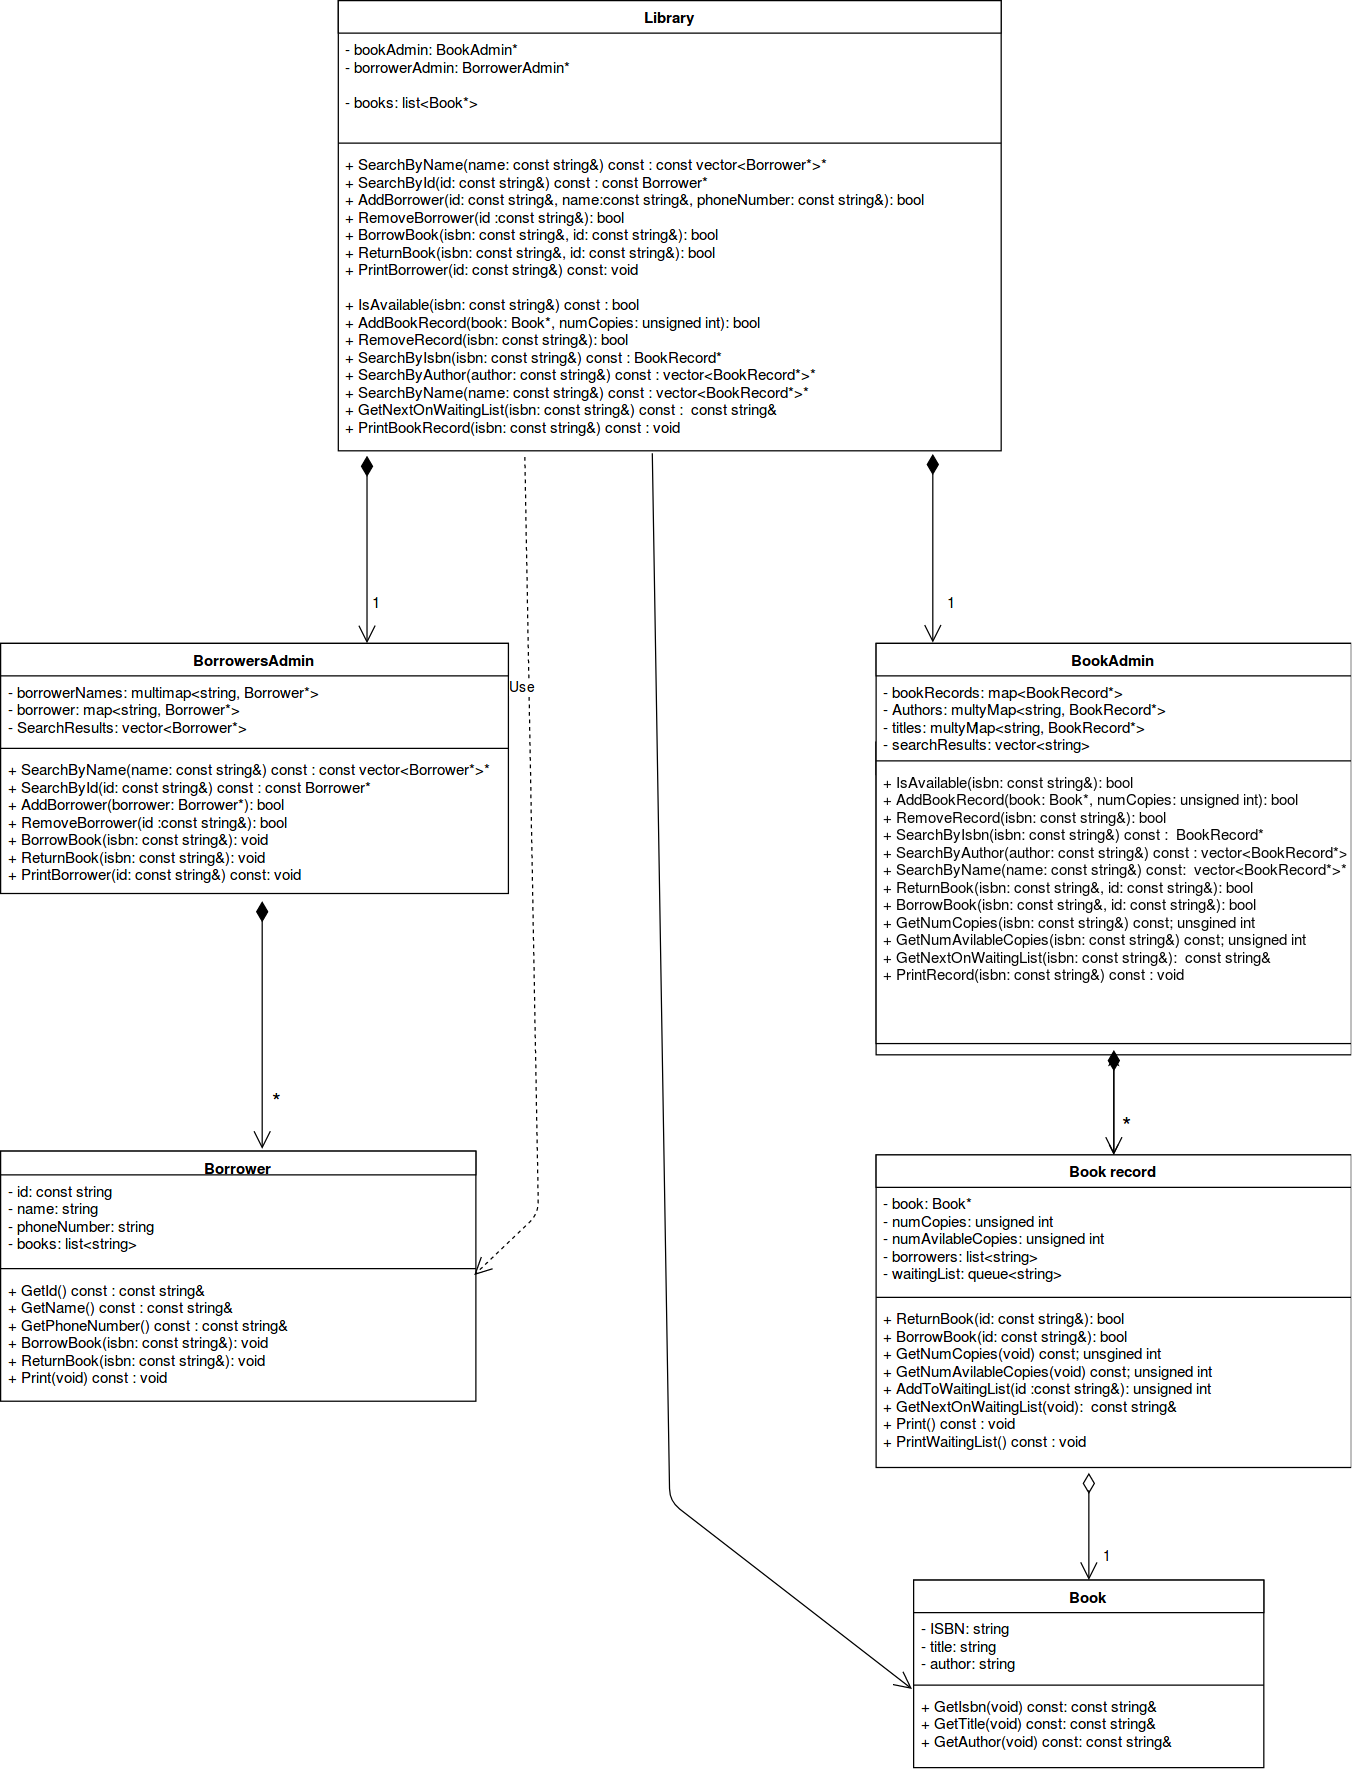 Library
- bookAdmin: BookAdmin*
- borrowerAdmin: BorrowerAdmin*
- books: list<Book*>
+ SearchByName(name: const string&) const : const vector<Borrower*>*
+ SearchById(id: const string&) const : const Borrower*
+ AddBorrower(id: const string&, name:const string&, phoneNumber: const string&): bool
+ RemoveBorrower(id :const string&): bool
+ BorrowBook(isbn: const string&, id: const string&): bool
+ ReturnBook(isbn: const string&, id: const string&): bool
+ PrintBorrower(id: const string&) const: void
+ IsAvailable(isbn: const string&) const : bool
+ AddBookRecord(book: Book*, numCopies: unsigned int): bool
+ RemoveRecord(isbn: const string&): bool
+ SearchByIsbn(isbn: const string&) const : BookRecord*
+ SearchByAuthor(author: const string&) const : vector<BookRecord*>*
+ SearchByName(name: const string&) const : vector<BookRecord*>*
+ GetNextOnWaitingList(isbn: const string&) const :  const string&
+ PrintBookRecord(isbn: const string&) const : void
1
1
BorrowersAdmin
- borrowerNames: multimap<string, Borrower*>
- borrower: map<string, Borrower*>
- SearchResults: vector<Borrower*>
+ SearchByName(name: const string&) const : const vector<Borrower*>*
+ SearchById(id: const string&) const : const Borrower*
+ AddBorrower(borrower: Borrower*): bool
+ RemoveBorrower(id :const string&): bool
+ BorrowBook(isbn: const string&): void
+ ReturnBook(isbn: const string&): void
+ PrintBorrower(id: const string&) const: void
Use
BookAdmin
- bookRecords: map<BookRecord*>
- Authors: multyMap<string, BookRecord*>
- titles: multyMap<string, BookRecord*>
- searchResults: vector<string>
+ IsAvailable(isbn: const string&): bool
+ AddBookRecord(book: Book*, numCopies: unsigned int): bool
+ RemoveRecord(isbn: const string&): bool
+ SearchByIsbn(isbn: const string&) const :  BookRecord*
+ SearchByAuthor(author: const string&) const : vector<BookRecord*>
+ SearchByName(name: const string&) const:  vector<BookRecord*>*
+ ReturnBook(isbn: const string&, id: const string&): bool
+ BorrowBook(isbn: const string&, id: const string&): bool
+ GetNumCopies(isbn: const string&) const; unsgined int
+ GetNumAvilableCopies(isbn: const string&) const; unsigned int
+ GetNextOnWaitingList(isbn: const string&):  const string&
+ PrintRecord(isbn: const string&) const : void
*
*
Borrower
- id: const string
- name: string
- phoneNumber: string
- books: list<string>
+ GetId() const : const string&
+ GetName() const : const string&
+ GetPhoneNumber() const : const string&
+ BorrowBook(isbn: const string&): void
+ ReturnBook(isbn: const string&): void
+ Print(void) const : void
Book record
- book: Book*
- numCopies: unsigned int
- numAvilableCopies: unsigned int
- borrowers: list<string>
- waitingList: queue<string>
+ ReturnBook(id: const string&): bool
+ BorrowBook(id: const string&): bool
+ GetNumCopies(void) const; unsgined int
+ GetNumAvilableCopies(void) const; unsigned int
+ AddToWaitingList(id :const string&): unsigned int
+ GetNextOnWaitingList(void):  const string&
+ Print() const : void
+ PrintWaitingList() const : void
1
Book
- ISBN: string
- title: string
- author: string
+ GetIsbn(void) const: const string&
+ GetTitle(void) const: const string&
+ GetAuthor(void) const: const string&